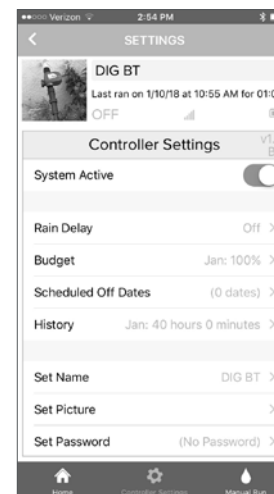 Verizon 2:54 PM
SETTINGS
DIG BT
Last ran on 1/10/18 at 10:55 AM for 01:0
OFF
Controller Settings
System Active
Rain Delay Off
Budget Jan: 100%
Scheduled Off Dates (0 dates)
History Jan: 40 hours 0 minutes
Set Name DIG BT
Set Picture
Set Password (No Password)
Home Controller Settings Manual Run